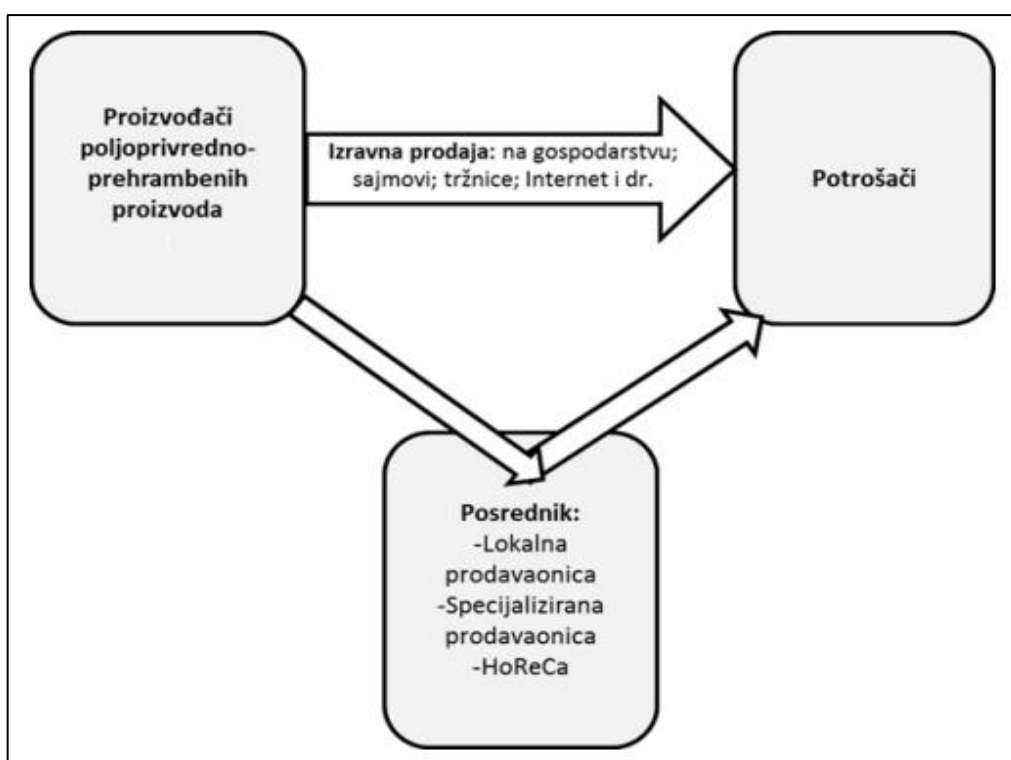 Proizvođači
poljoprivredno-
prehrambenih
proizvoda
Izravna prodaja: na gospodarstvu;
sajmovi; tržnice; Internet i dr.
Potrošači
Posrednik:
-Lokalna
prodavaonica
-Specijalizirana
prodavaonica
-HoReCa